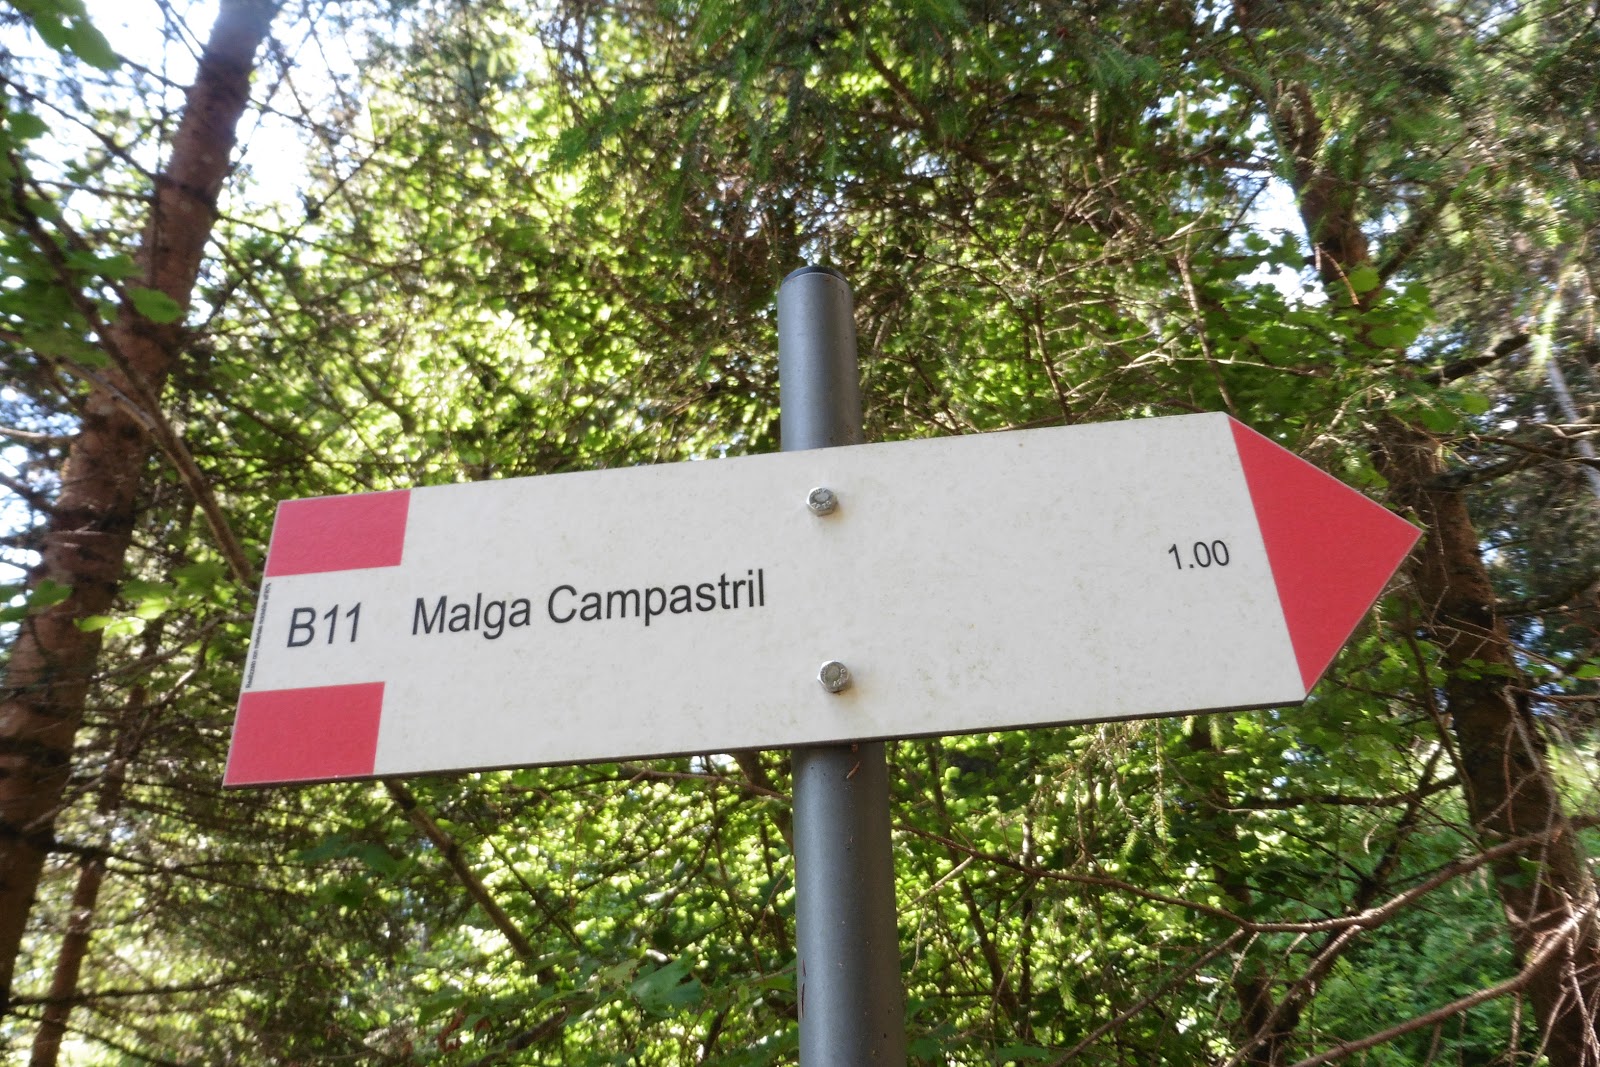 B11 Malga Campastril 1.00